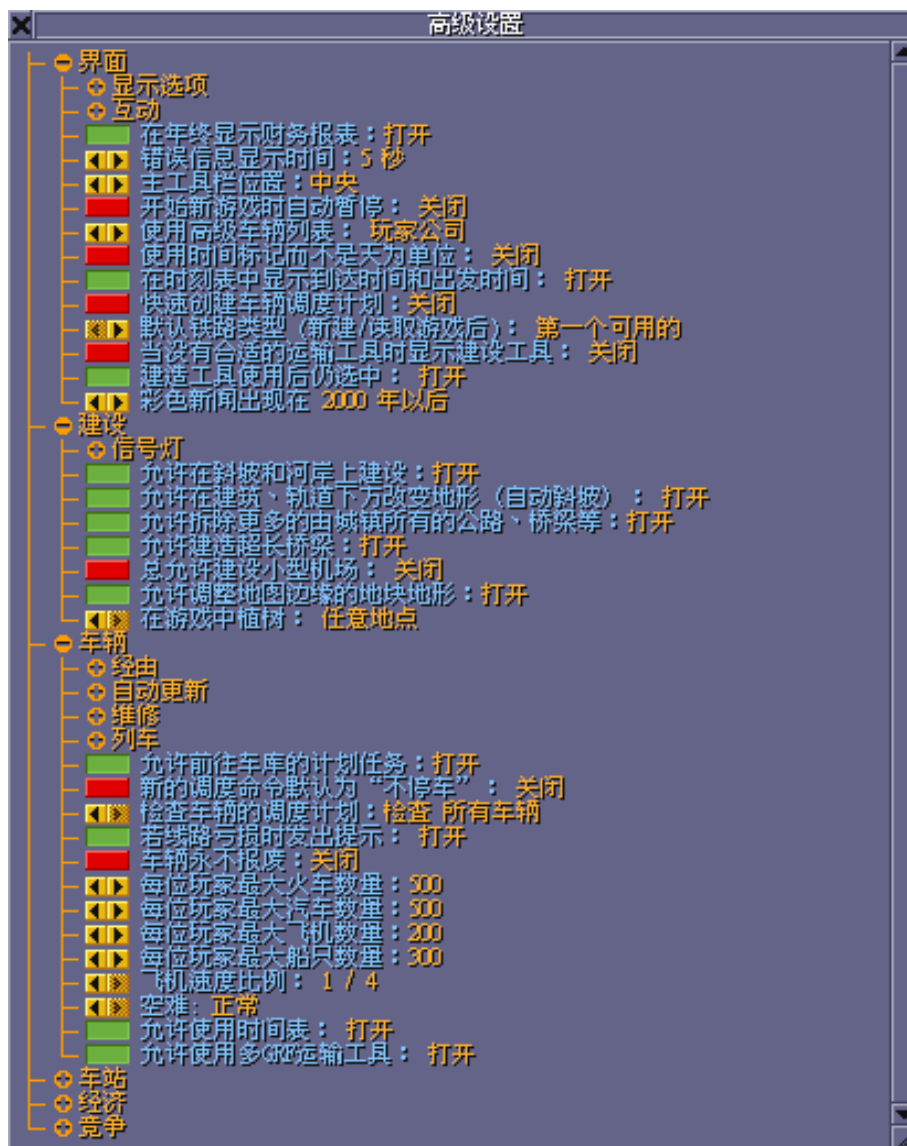 高级设置
界面
显示选项
互动
在年终显示财务报表：打开
错误信息显示时间：5 秒
主工具栏位置：中央
开始新游戏时自动暂停： 关闭
使用高级车辆列表： 玩家公司
使用时间标记而不是天为单位： 关闭
在时刻表中显示到达时间和出发时间： 打开
快速创建车辆调度计划：关闭
默认铁路类型 (新建/读取游戏后)： 第一个可用的
当没有合适的运输工具时显示建设工具： 关闭
建造工具使用后仍选中： 打开
彩色新闻出现在 2000 年以后
建设
信号灯
允许在斜坡和河岸上建设：打开
允许在建筑、轨道下方改变地形 (自动斜坡) ： 打开
允许拆除更多的由城镇所有的公路、桥梁等：打开
允许建造超长桥梁：打开
总允许建设小型机场： 关闭
允许调整地图边缘的地块地形：打开
在游戏中植树： 任意地点
车辆
经由
自动更新
维修
列车
允许前往车库的计划任务：打开
新的调度命令默认为“不停车”： 关闭
检查车辆的调度计划：检查 所有车辆
若线路亏损时发出提示： 打开
车辆永不报废：关闭
每位玩家最大火车数量：500
每位玩家最大汽车数量：500
每位玩家最大飞机数量：200
每位玩家最大船只数量：300
飞机速度比例： 1 / 4
空难: 正常
允许使用时间表： 打开
允许使用多GRF运输工具： 打开
车站
经济
竞争